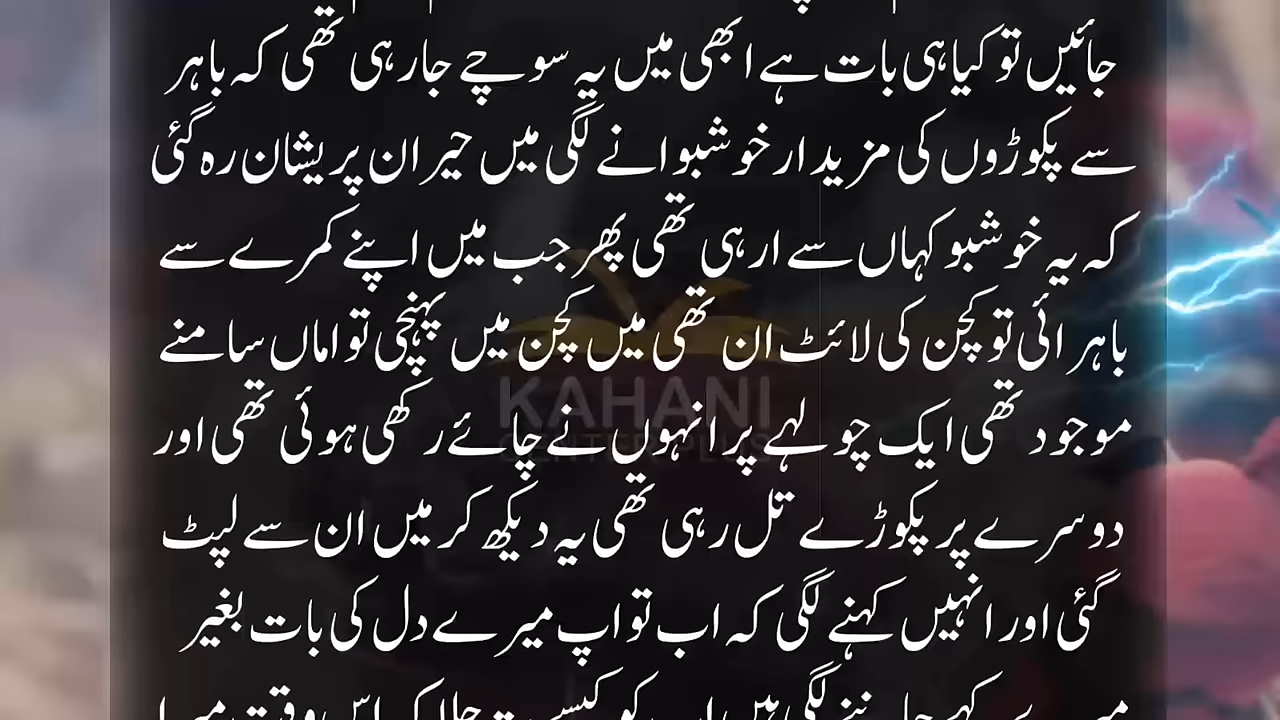 جائیں تو کیا ہی بات ہے ابھی میں یہ سوچے جا رہی تھی کہ باہر
سے پکوڑوں کی مزیدار خوشبو انے لگی میں حیران پریشان رہ گئی
کہ یہ خوشبو کہاں سے ارہی تھی پھر جب میں اپنے کمرے سے
باہر ائی تو کچن کی لائٹ ان تھی میں کچن میں پہنچی تو اماں سامنے
موجود تھی ایک چولہے پر انہوں نے چائے رکھی ہوئی تھی اور
دوسرے پر پکوڑے تل رہی تھی یہ دیکھ کر میں ان سے لپٹ
گئی اور انہیں کہنے لگی کہ اب تو اپ میرے دل کی بات بغیر
KAHANI